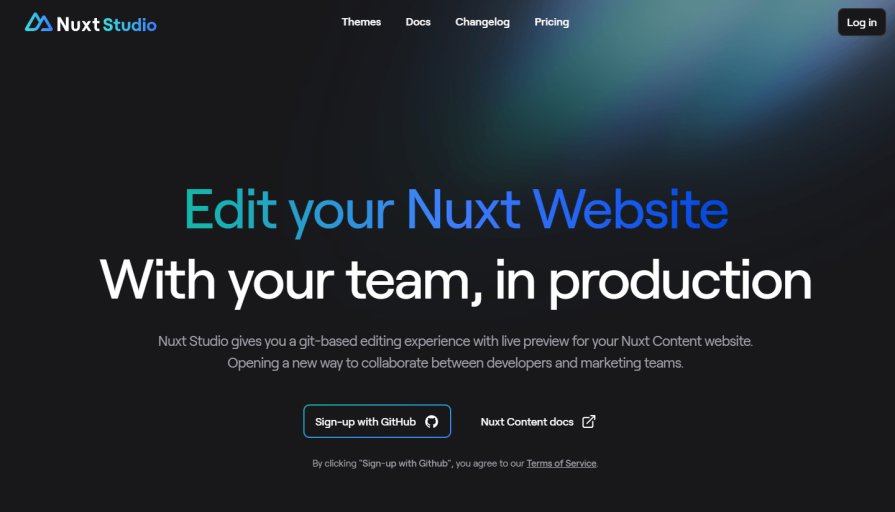 Nuxt Studio
Themes
Docs
Changelog
Pricing
Log in
Edit your Nuxt Website
With your team, in production
Nuxt Studio gives you a git-based editing experience with live preview for your Nuxt Content website.
Opening a new way to collaborate between developers and marketing teams.
Sign-up with GitHub
Nuxt Content docs
By clicking "Sign-up with Github", you agree to our Terms of Service.